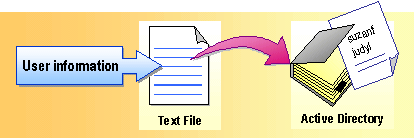 suzanf
judyl
User information
Text File
Active Directory